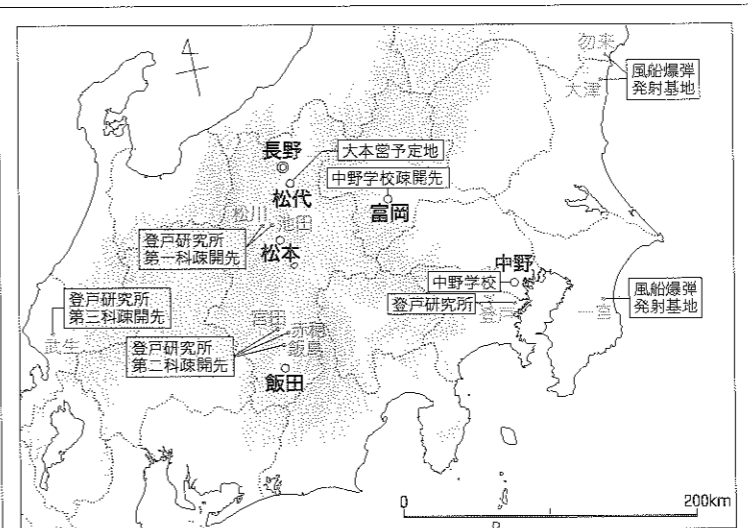 勿来
風船爆弾
発射基地
大津
長野
大本営予定地
松代
中野学校疎開先
富岡
松川
池田
登戸研究所
第一科疎開先
松本
中野
中野学校
登戸研究所
登戸
風船爆弾
発射基地
一宮
登戸研究所
第三科疎開先
武生
宮田
赤穂
飯島
登戸研究所
第二科疎開先
飯田
0
200km